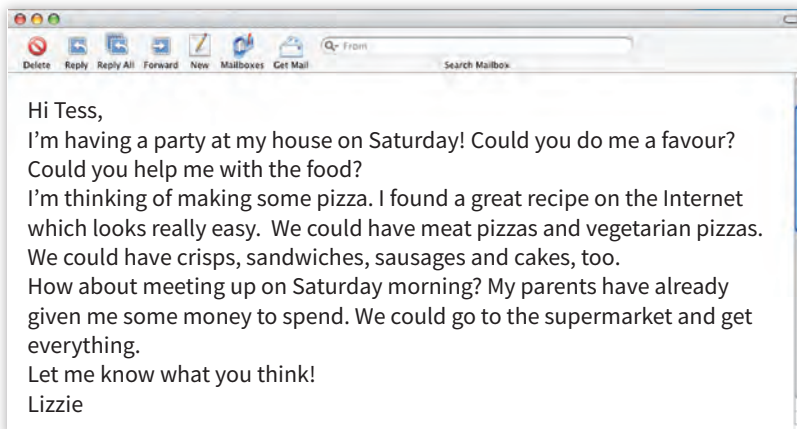 Delete Reply Reply All Forward New Mailboxes Get Mail Search Mailbox
From
Hi Tess,
I'm having a party at my house on Saturday! Could you do me a favour?
Could you help me with the food?
I'm thinking of making some pizza. I found a great recipe on the Internet
which looks really easy.  We could have meat pizzas and vegetarian pizzas.
We could have crisps, sandwiches, sausages and cakes, too.
How about meeting up on Saturday morning? My parents have already
given me some money to spend. We could go to the supermarket and get
everything.
Let me know what you think!
Lizzie